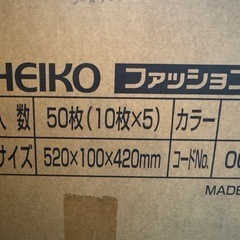 HEIKO ファッショ
入数 50枚(10枚×5) カラー
サイズ 520×100×420mm コードNo. 00
MADE